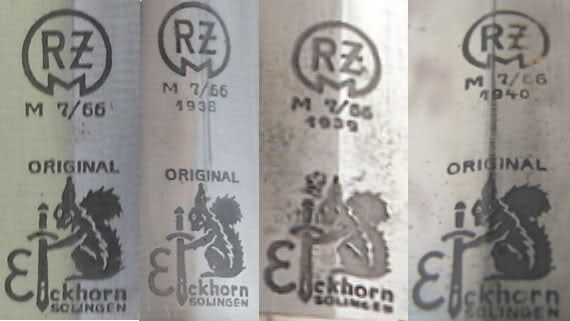 RZM
M 7/66
ORIGINAL
Eickhorn
SOLINGEN
RZM
M 7/66
1938
ORIGINAL
Eickhorn
SOLINGEN
RZM
M 7/66
1939
Eickhorn
SOLINGEN
RZM
M 7/66
1940
ORIGINAL
Eickhorn
SOLINGEN